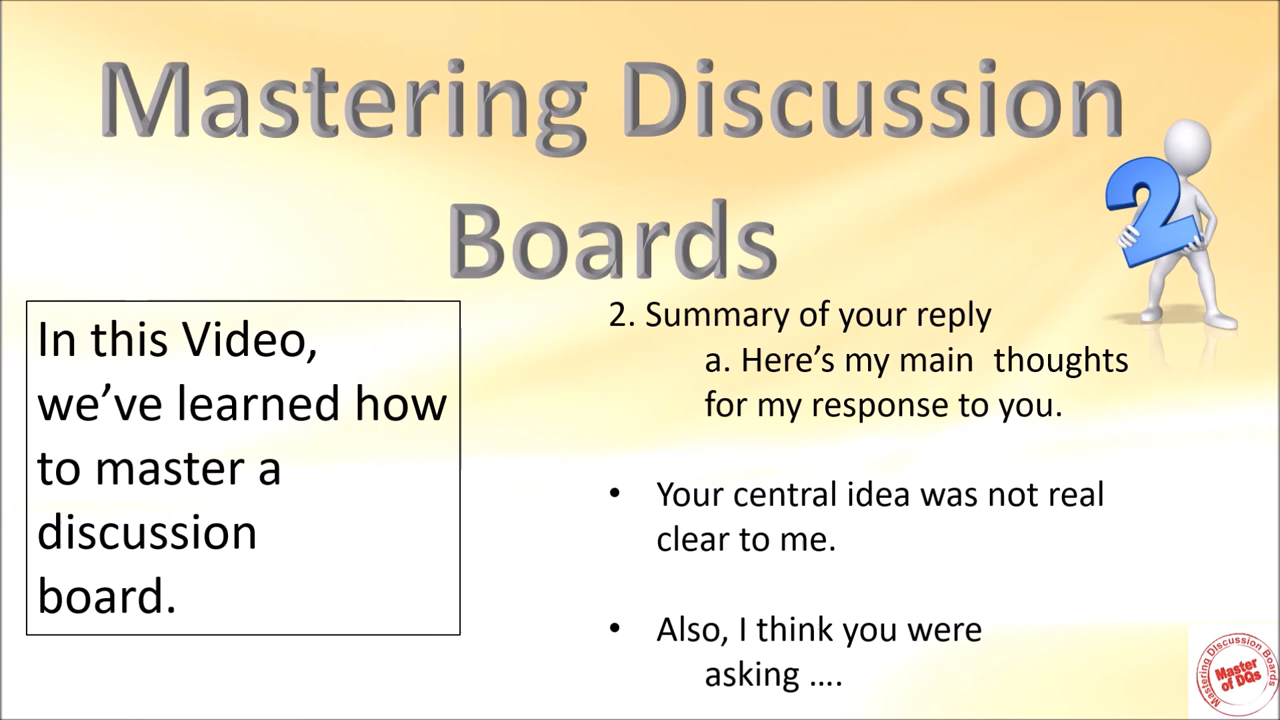 Mastering Discussion
Boards
2
In this Video,
we’ve learned how
to master a
discussion
board.
2. Summary of your reply
a. Here’s my main thoughts
for my response to you.
• Your central idea was not real
clear to me.
• Also, I think you were
asking ….
Mastering Discussion Boards
Master
of DQs